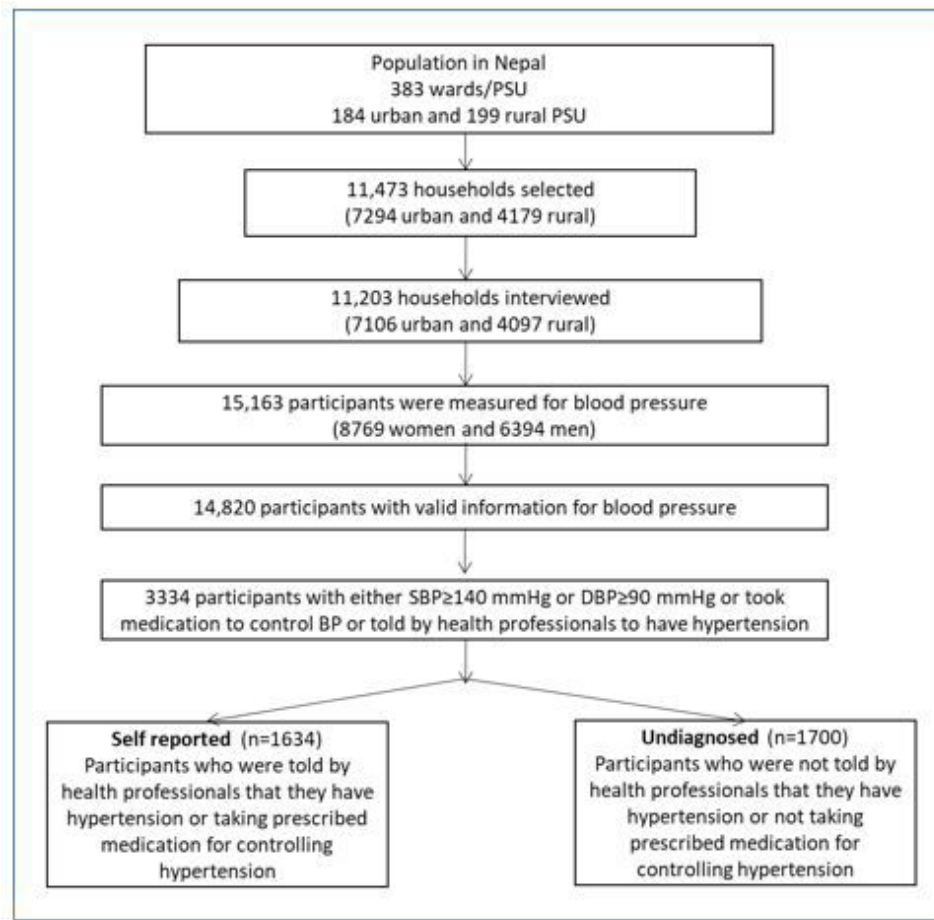 Population in Nepal
383 wards/PSU
184 urban and 199 rural PSU
11,473 households selected
(7294 urban and 4179 rural)
11,203 households interviewed
(7106 urban and 4097 rural)
15,163 participants were measured for blood pressure
(8769 women and 6394 men)
14,820 participants with valid information for blood pressure
3334 participants with either SBP≥140 mmHg or DBP≥90 mmHg or took
medication to control BP or told by health professionals to have hypertension
Self reported (n=1634)
Participants who were told by
health professionals that they have
hypertension or taking prescribed
medication for controlling
hypertension
Undiagnosed (n=1700)
Participants who were not told by
health professionals that they have
hypertension or not taking
prescribed medication for
controlling hypertension